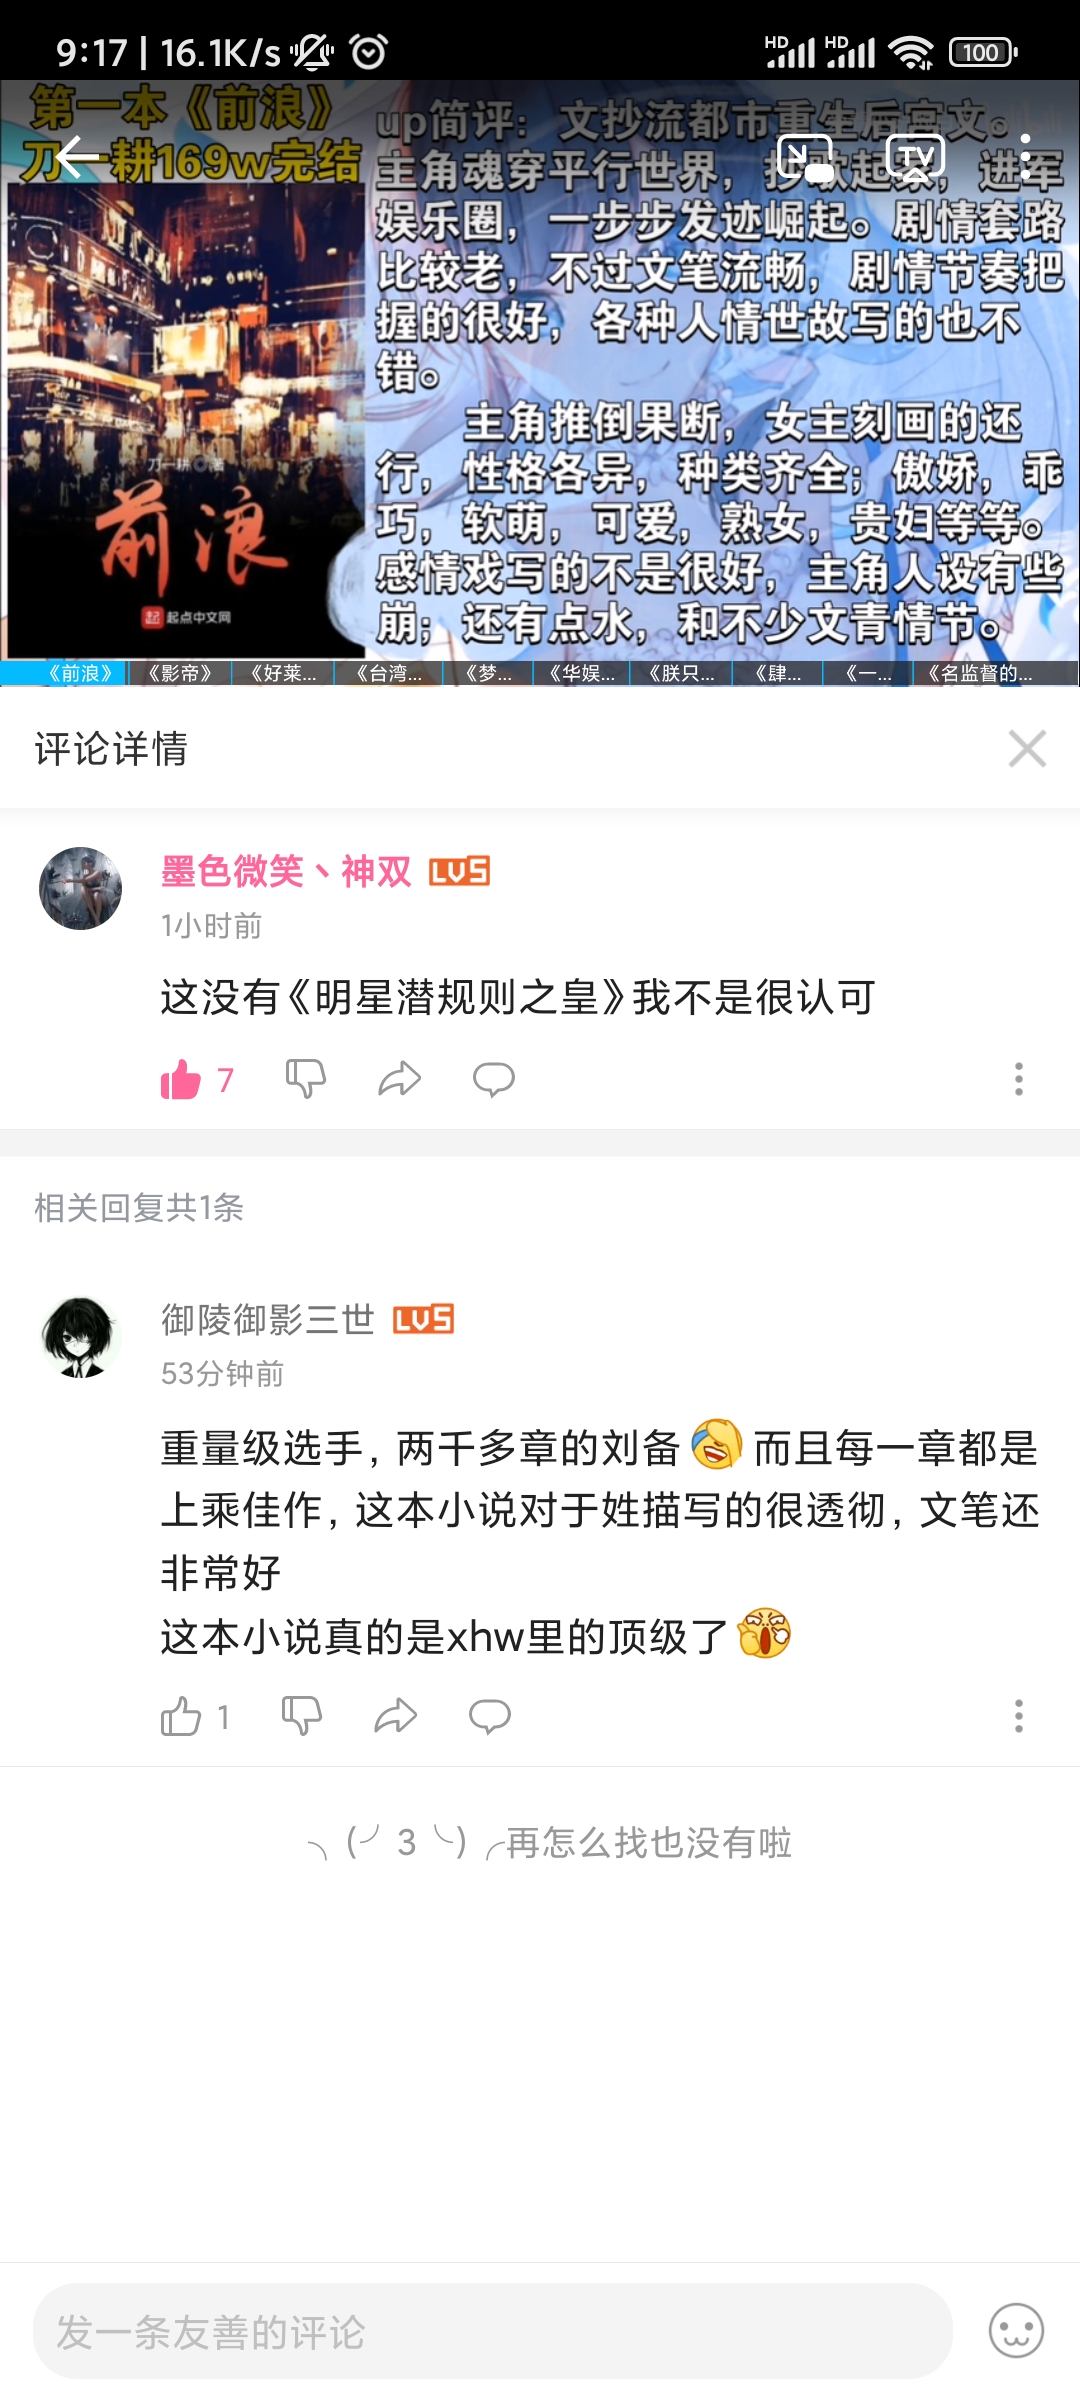 9:17 | 16.1K/s
HD HD 100
第一本《前浪》
刀一耕169w完结
up简评：文抄流都市重生后宫文。
主角魂穿平行世界，抄歌起家，进军
娱乐圈，一步步发迹崛起。剧情套路
比较老，不过文笔流畅，剧情节奏把
握的很好，各种人情世故写的也不
错。
主角推倒果断，女主刻画的还
行，性格各异，种类齐全；傲娇，乖
巧，软萌，可爱，熟女，贵妇等等。
感情戏写的不是很好，主角人设有些
崩；还有点水，和不少文青情节。
TV
刀一耕 著
前浪
起点中文网
《前浪》 《影帝》 《好莱... 《台湾... 《梦... 《华娱... 《朕只... 《肆... 《一... 《名监督的...
评论详情
墨色微笑丶神双 LV5
1小时前
这没有《明星潜规则之皇》我不是很认可
7
相关回复共1条
御陵御影三世 LV5
53分钟前
重量级选手，两千多章的刘备 而且每一章都是
上乘佳作，这本小说对于姓描写的很透彻，文笔还
非常好
这本小说真的是xhw里的顶级了
1
╮(╯3╰)╭再怎么找也没有啦
发一条友善的评论